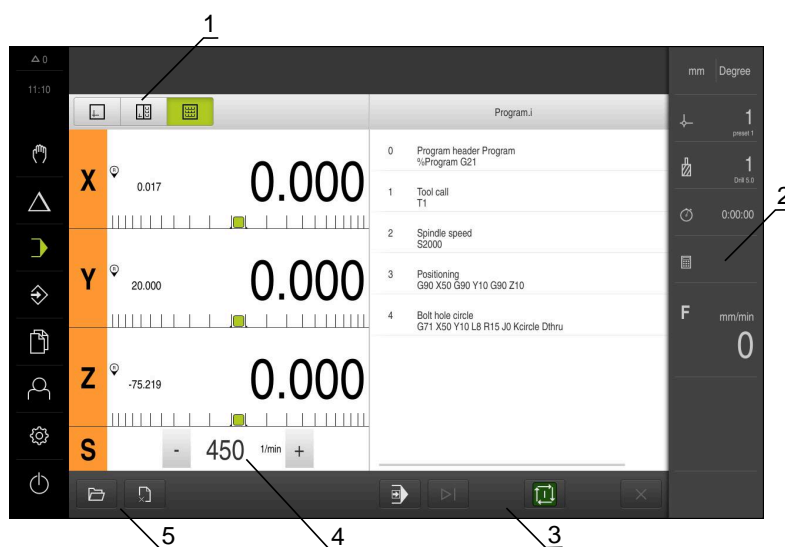 1
0
11:10
mm Degree
Program.i
1
preset 1
0 Program header Program
%Program G21
X
0.017 0.000
1
Drill 5.0
1 Tool call
T1
2
0:00:00
2 Spindle speed
S2000
Y
20.000 0.000
3 Positioning
G90 X50 G90 Y10 G90 Z10
4 Bolt hole circle
G71 X50 Y10 L8 R15 J0 Kcircle Dthru
F mm/min
0
Z
-75.219 0.000
S - 450 1/min +
5 4 3